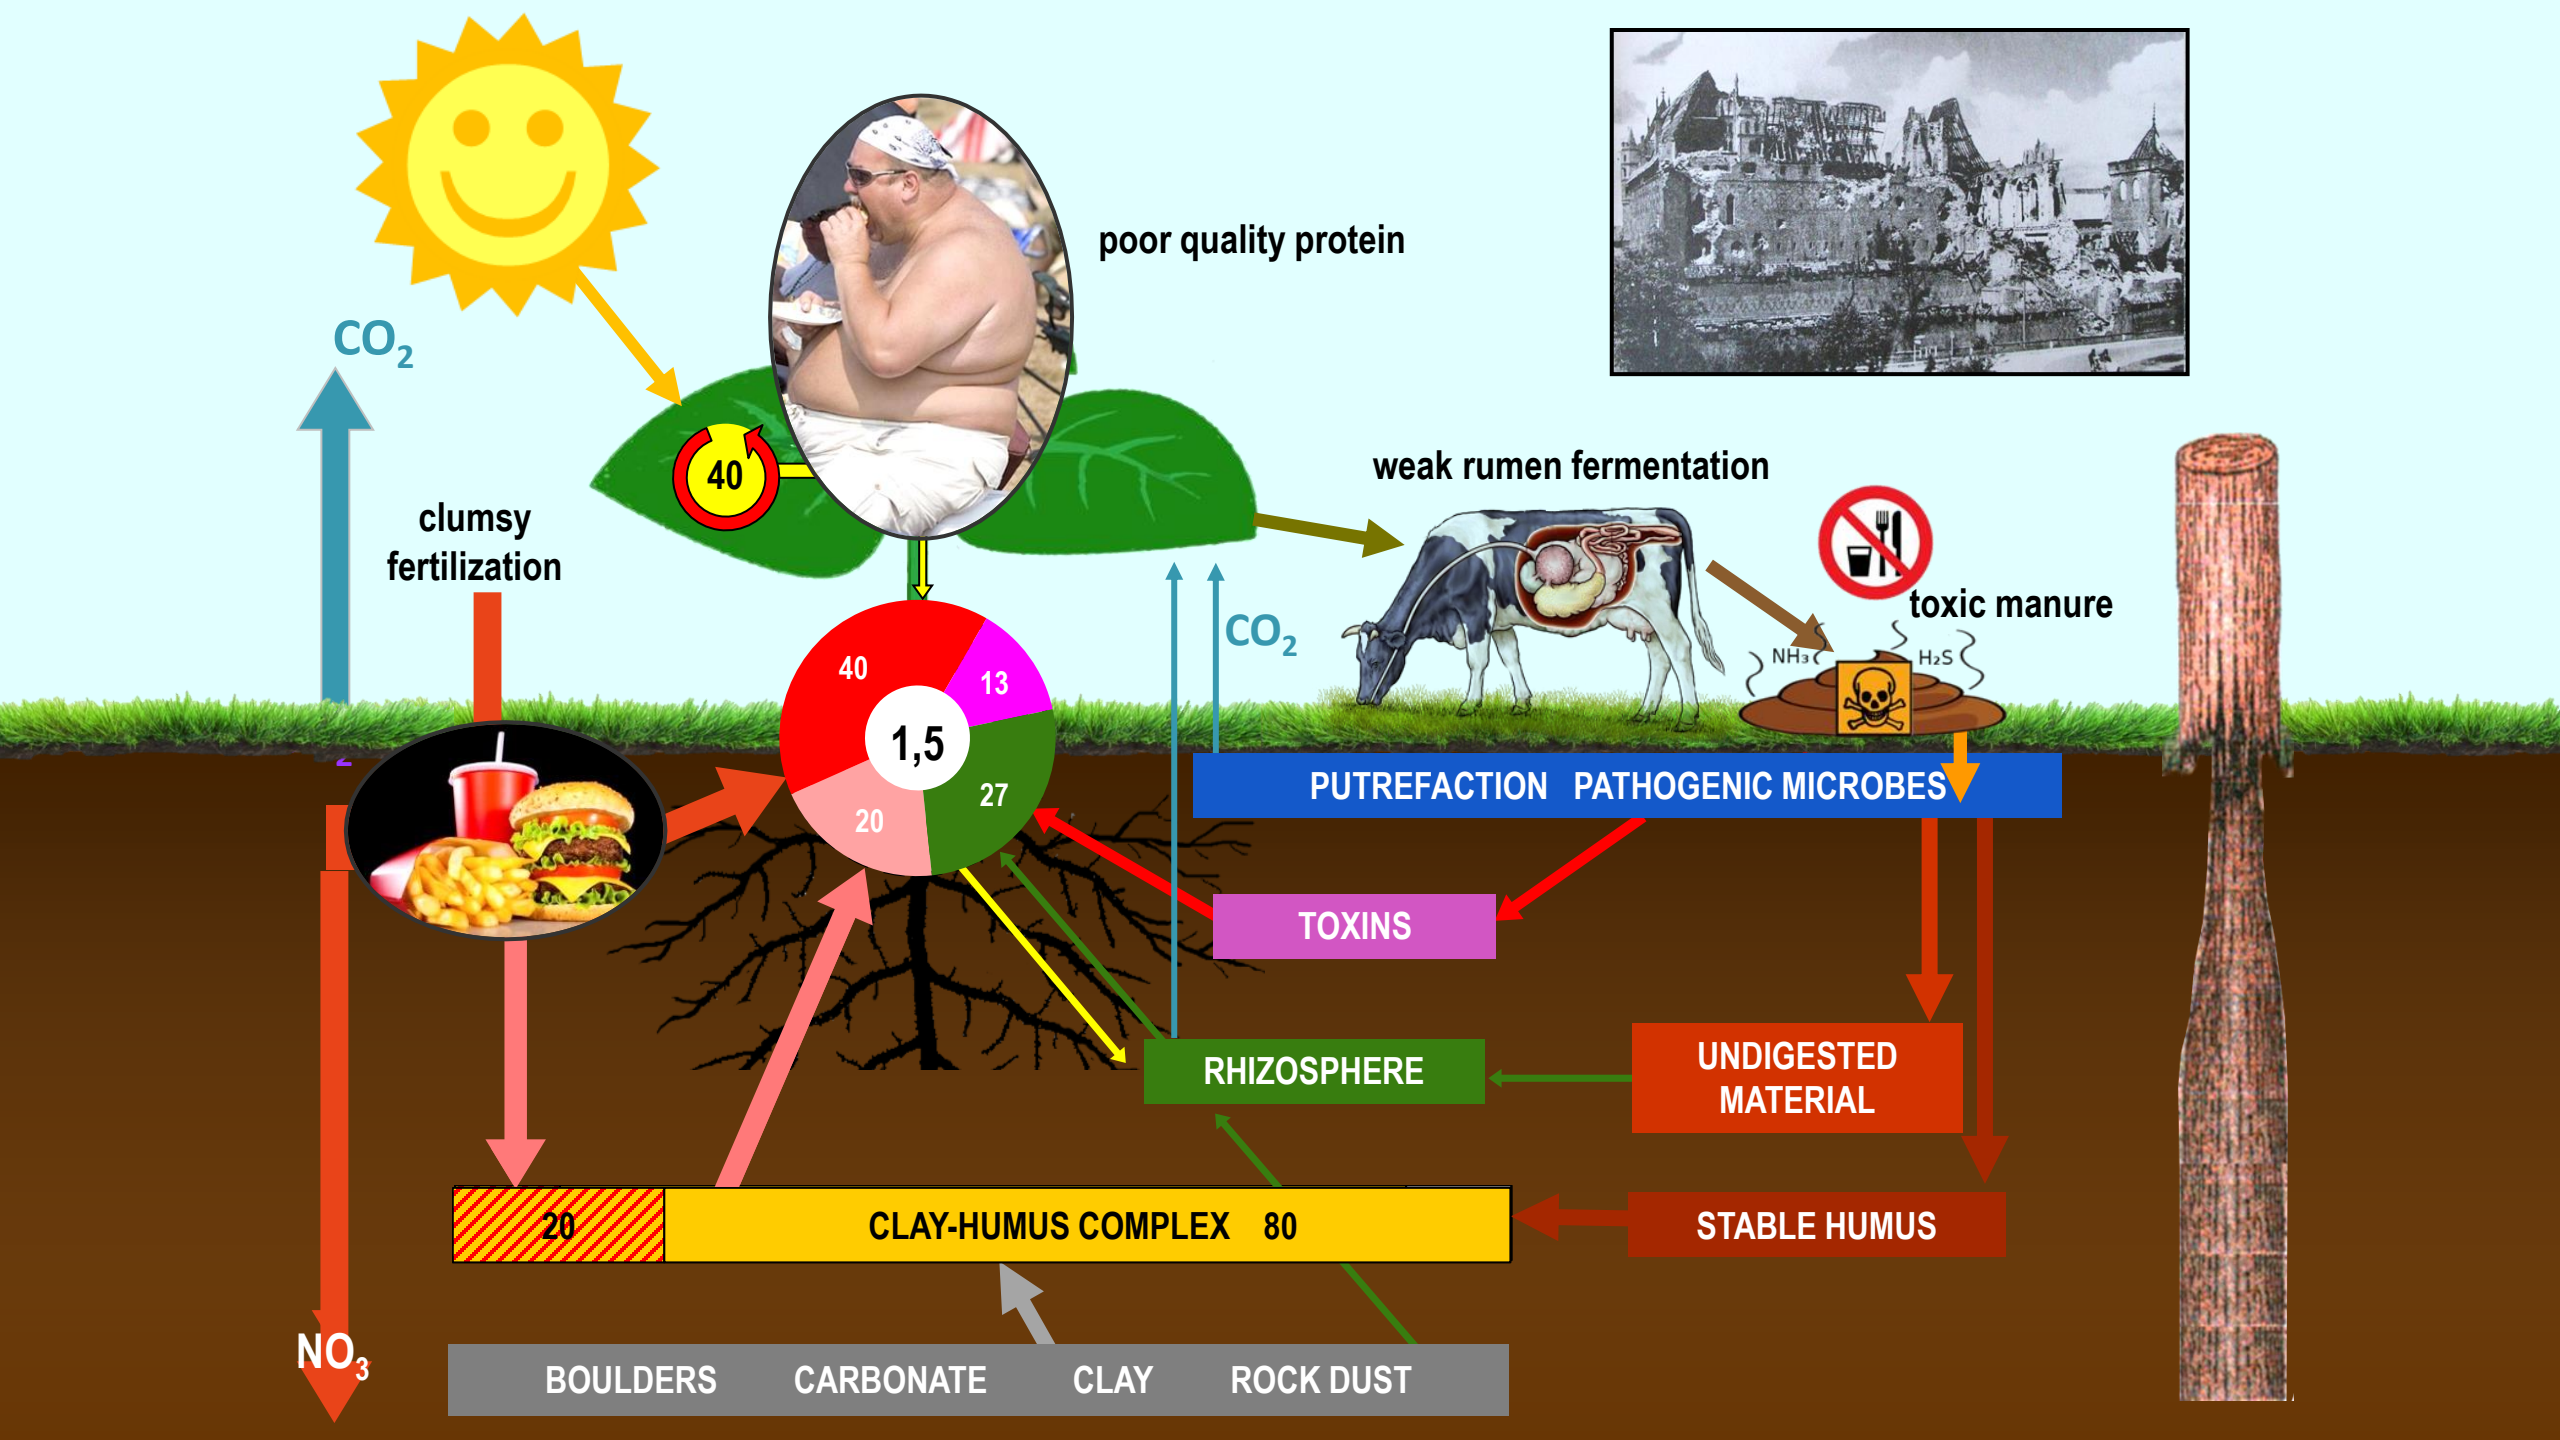 CO₂
poor quality protein
40
clumsy
fertilization
weak rumen fermentation
toxic manure
NH₃
H₂S
CO₂
40
13
1,5
27
20
2
PUTREFACTION PATHOGENIC MICROBES
TOXINS
RHIZOSPHERE
UNDIGESTED
MATERIAL
20
CLAY-HUMUS COMPLEX 80
STABLE HUMUS
NO₃
BOULDERS CARBONATE CLAY ROCK DUST